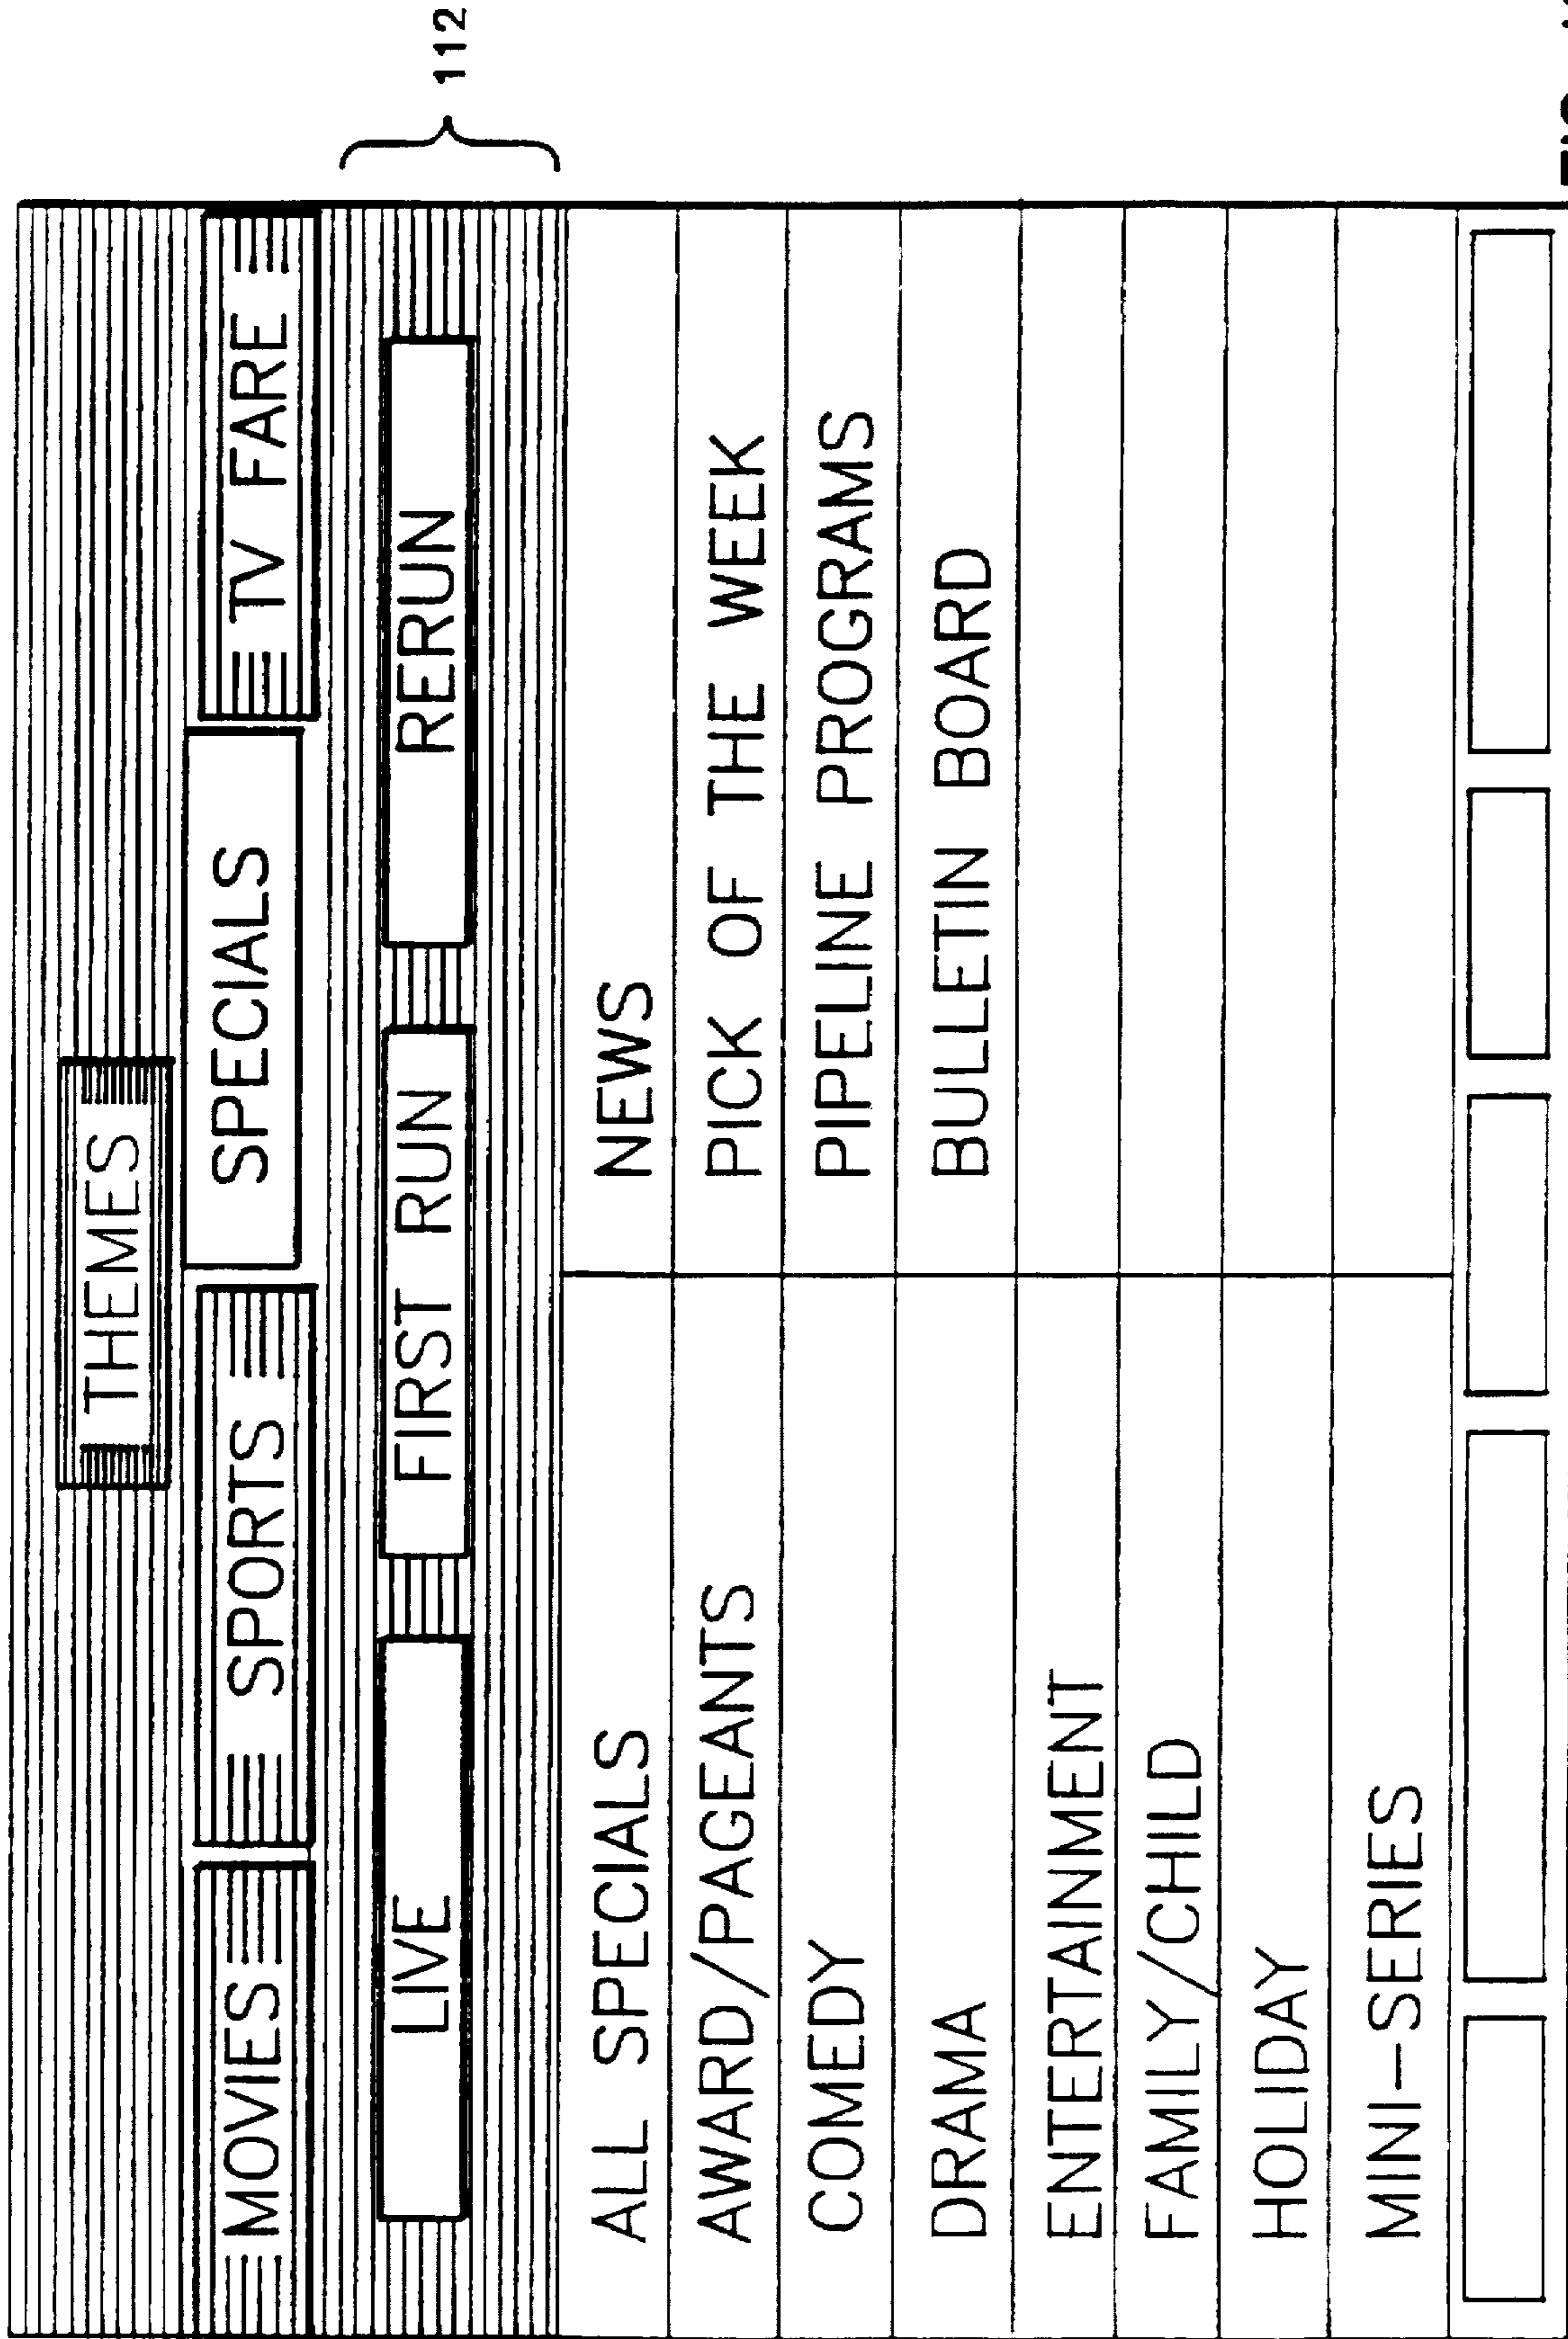 THEMES
MOVIES SPORTS SPECIALS TV FARE
LIVE FIRST RUN RERUN
112
ALL SPECIALS NEWS
AWARD/PAGEANTS PICK OF THE WEEK
COMEDY PIPELINE PROGRAMS
DRAMA BULLETIN BOARD
ENTERTAINMENT
FAMILY/CHILD
HOLIDAY
MINI-SERIES